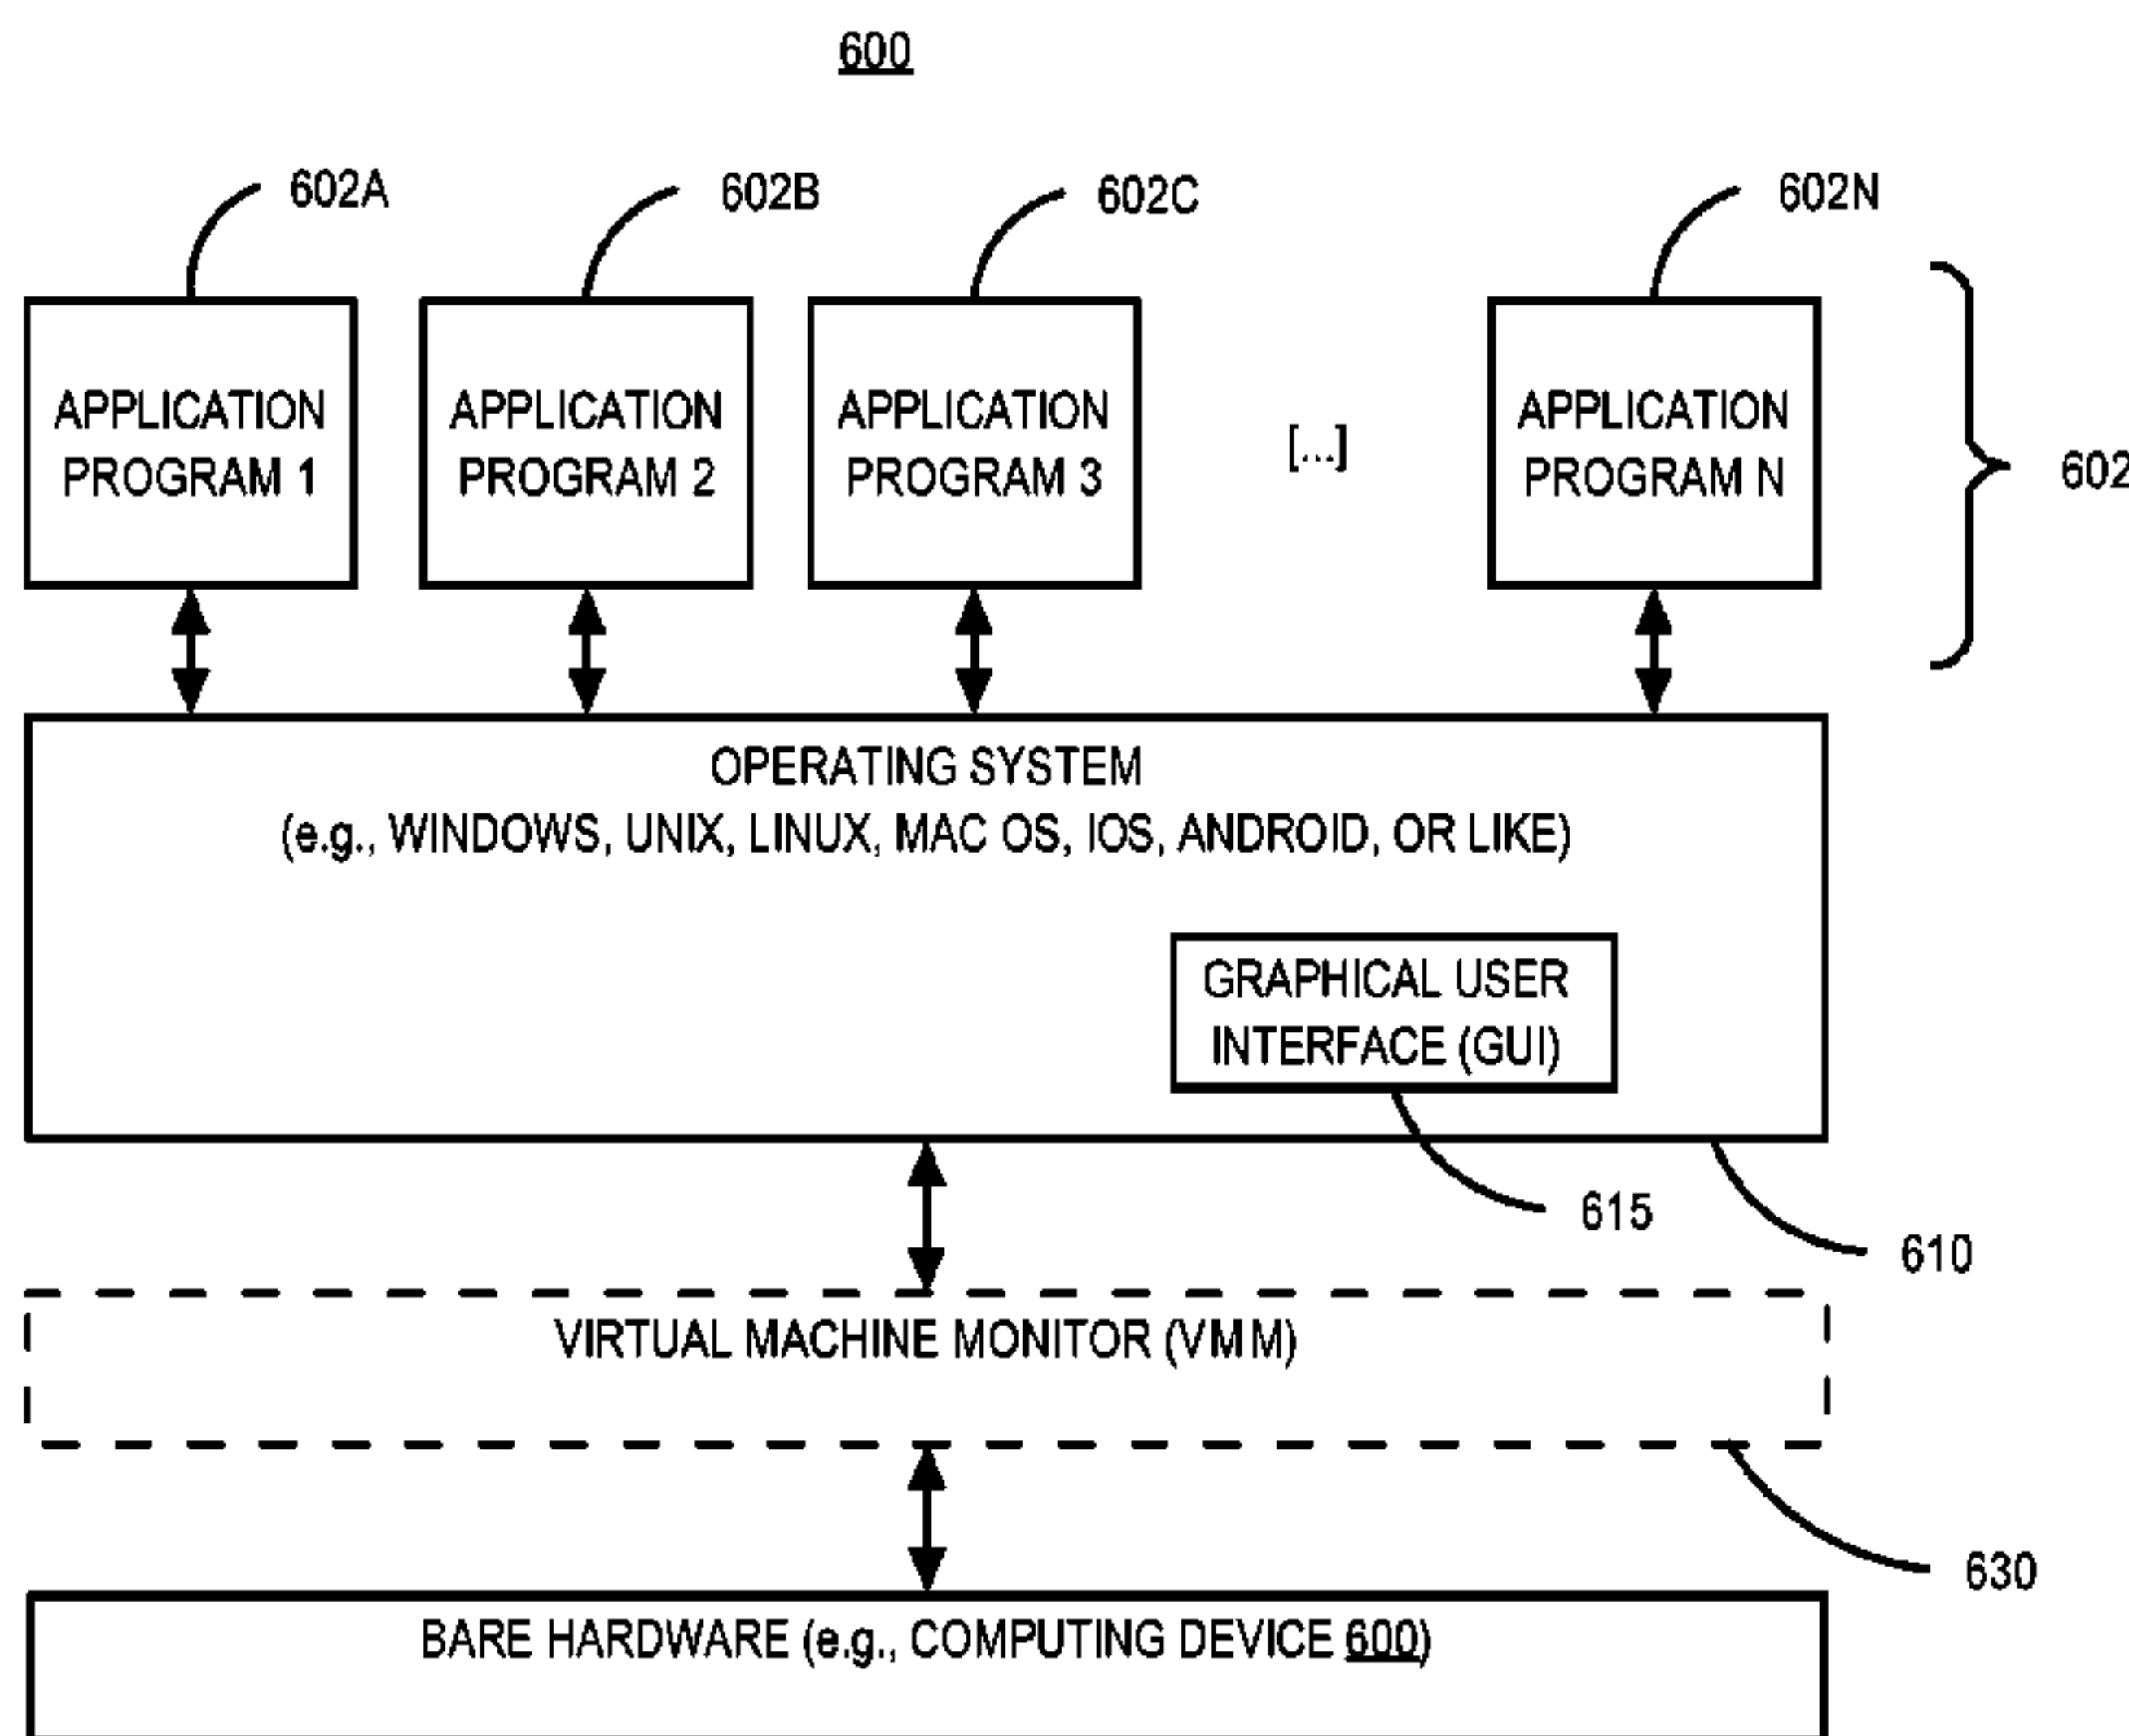 600
602A
602B
602C
602N
APPLICATION
PROGRAM 1
APPLICATION
PROGRAM 2
APPLICATION
PROGRAM 3
[...]
APPLICATION
PROGRAM N
602
OPERATING SYSTEM
(e.g., WINDOWS, UNIX, LINUX, MAC OS, IOS, ANDROID, OR LIKE)
GRAPHICAL USER
INTERFACE (GUI)
615
610
VIRTUAL MACHINE MONITOR (VMM)
630
BARE HARDWARE (e.g., COMPUTING DEVICE 600)